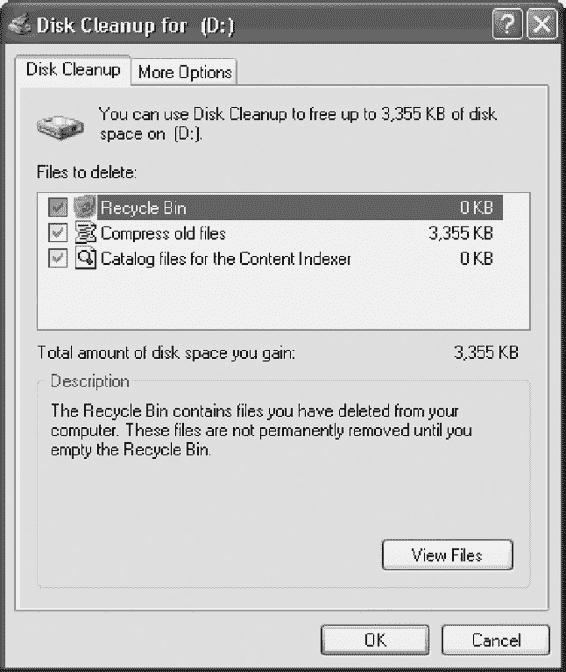 Disk Cleanup for (D:)
Disk Cleanup
More Options
You can use Disk Cleanup to free up to 3,355 KB of disk
space on (D:).
Files to delete:
Recycle Bin 0 KB
Compress old files 3,355 KB
Catalog files for the Content Indexer 0 KB
Total amount of disk space you gain: 3,355 KB
Description
The Recycle Bin contains files you have deleted from your
computer. These files are not permanently removed until you
empty the Recycle Bin.
View Files
OK
Cancel